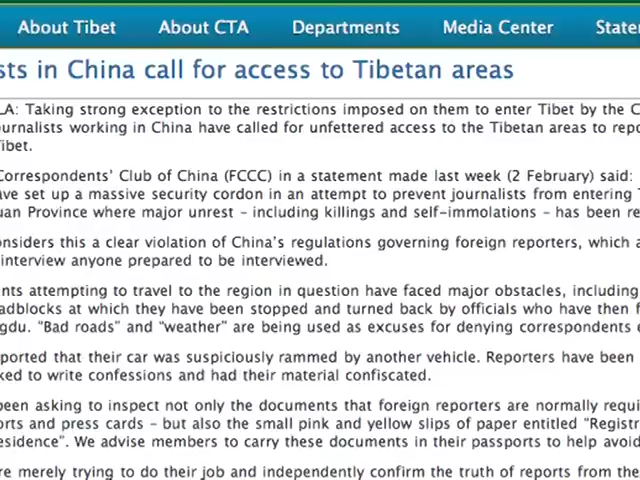 About Tibet About CTA Departments Media Center State
sts in China call for access to Tibetan areas
LA: Taking strong exception to the restrictions imposed on them to enter Tibet by the C
urnalists working in China have called for unfettered access to the Tibetan areas to repo
ibet.
Correspondents’ Club of China (FCCC) in a statement made last week (2 February) said:
ave set up a massive security cordon in an attempt to prevent journalists from entering T
uan Province where major unrest – including killings and self-immolations – has been re
onsiders this a clear violation of China’s regulations governing foreign reporters, which a
interview anyone prepared to be interviewed.
nts attempting to travel to the region in question have faced major obstacles, including
adblocks at which they have been stopped and turned back by officials who have then f
gdu. “Bad roads” and “weather” are being used as excuses for denying correspondents e
ported that their car was suspiciously rammed by another vehicle. Reporters have been
ked to write confessions and had their material confiscated.
been asking to inspect not only the documents that foreign reporters are normally requi
orts and press cards – but also the small pink and yellow slips of paper entitled “Registr
esidence”. We advise members to carry these documents in their passports to help avoid
re merely trying to do their job and independently confirm the truth of reports from the